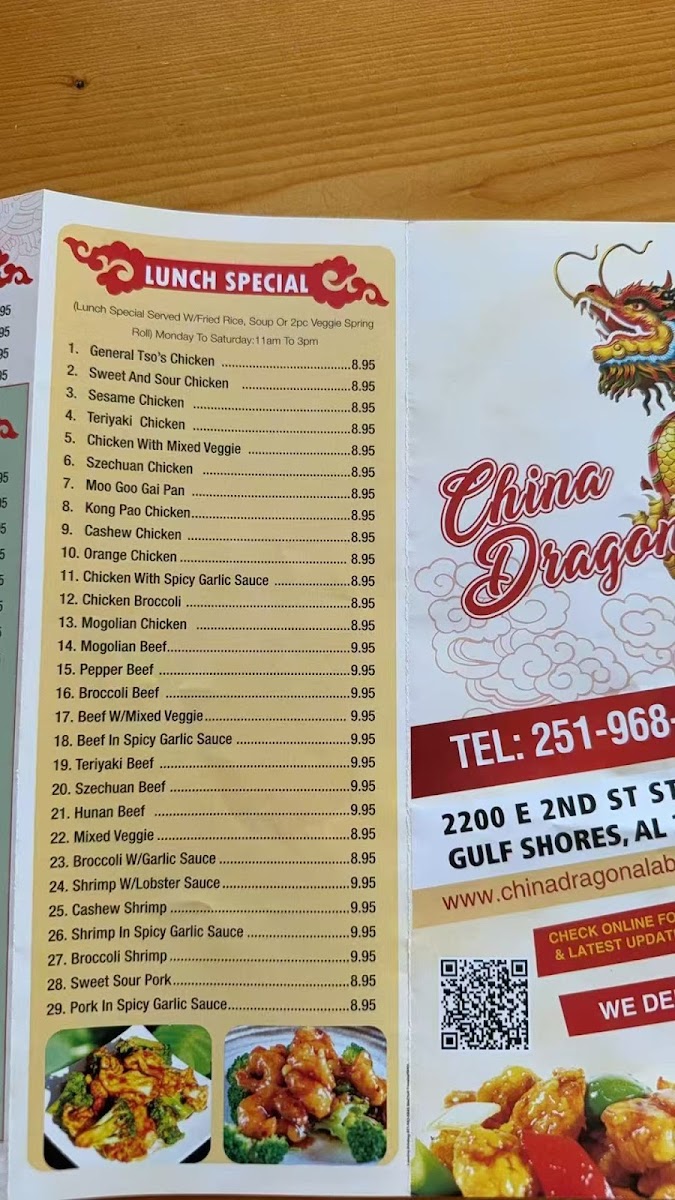 LUNCH SPECIAL
(Lunch Special Served W/Fried Rice, Soup Or 2pc Veggie Spring
Roll) Monday To Saturday:11am To 3pm
1. General Tso's Chicken ................................8.95
2. Sweet And Sour Chicken ...........................8.95
3. Sesame Chicken .......................................8.95
4. Teriyaki Chicken .......................................8.95
5. Chicken With Mixed Veggie .........................8.95
6. Szechuan Chicken ....................................8.95
7. Moo Goo Gai Pan .......................................8.95
8. Kong Pao Chicken.......................................8.95
9. Cashew Chicken ........................................8.95
10. Orange Chicken .......................................... 8.95
11. Chicken With Spicy Garlic Sauce ...................8.95
12. Chicken Broccoli .........................................8.95
13. Mogolian Chicken .......................................8.95
14. Mogolian Beef..............................................9.95
15. Pepper Beef ................................................9.95
16. Broccoli Beef ..............................................9.95
17. Beef W/Mixed Veggie................................... 9.95
18. Beef In Spicy Garlic Sauce ............................9.95
19. Teriyaki Beef ................................................9.95
20. Szechuan Beef .............................................9.95
21. Hunan Beef .................................................9.95
22. Mixed Veggie ................................................8.95
23. Broccoli W/Garlic Sauce .................................8.95
24. Shrimp W/Lobster Sauce................................9.95
25. Cashew Shrimp .............................................9.95
26. Shrimp In Spicy Garlic Sauce ..........................9.95
27. Broccoli Shrimp..............................................9.95
28. Sweet Sour Pork.............................................8.95
29. Pork In Spicy Garlic Sauce...............................8.95
China
Dragon
TEL: 251-968-
2200 E 2ND ST ST
GULF SHORES, AL
www.chinadragonalab
CHECK ONLINE FO
& LATEST UPDAT
WE DE